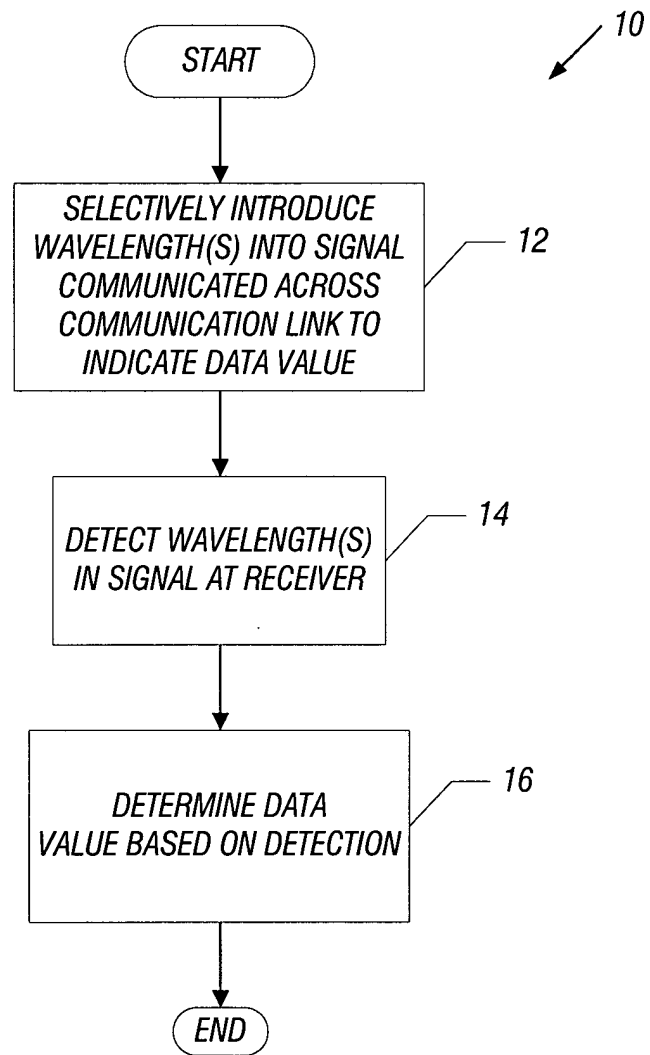 10
START
SELECTIVELY INTRODUCE
WAVELENGTH(S) INTO SIGNAL
COMMUNICATED ACROSS
COMMUNICATION LINK TO
INDICATE DATA VALUE
12
DETECT WAVELENGTH(S)
IN SIGNAL AT RECEIVER
14
DETERMINE DATA
VALUE BASED ON DETECTION
16
END